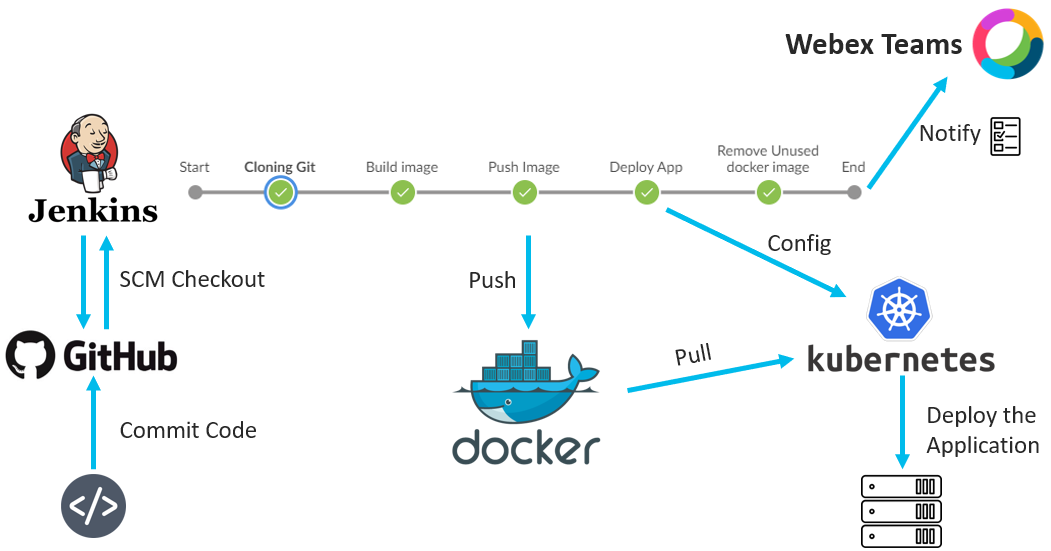 Webex Teams
Notify
Start
Cloning Git
Build image
Push Image
Deploy App
Remove Unused
docker image
End
Jenkins
SCM Checkout
Push
Config
GitHub
Pull
kubernetes
docker
Commit Code
Deploy the
Application
</>